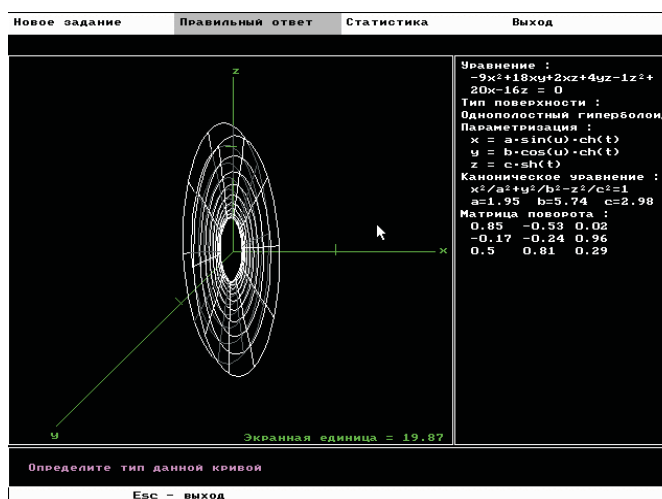 Новое задание Правильный ответ Статистика Выход
Уравнение :
-9x²+18xy+2xz+4yz-1z²+
20x-16z = 0
Тип поверхности :
Однополостный гиперболоид
Параметризация :
x = a·sin(u)·ch(t)
y = b·cos(u)·ch(t)
z = c·sh(t)
Каноническое уравнение :
x²/a²+y²/b²-z²/c²=1
a=1.95 b=5.74 c=2.98
Матрица поворота :
0.85 -0.53 0.02
-0.17 -0.24 0.96
0.5 0.81 0.29
z
x
y
Экранная единица = 19.87
Определите тип данной кривой
Esc - выход